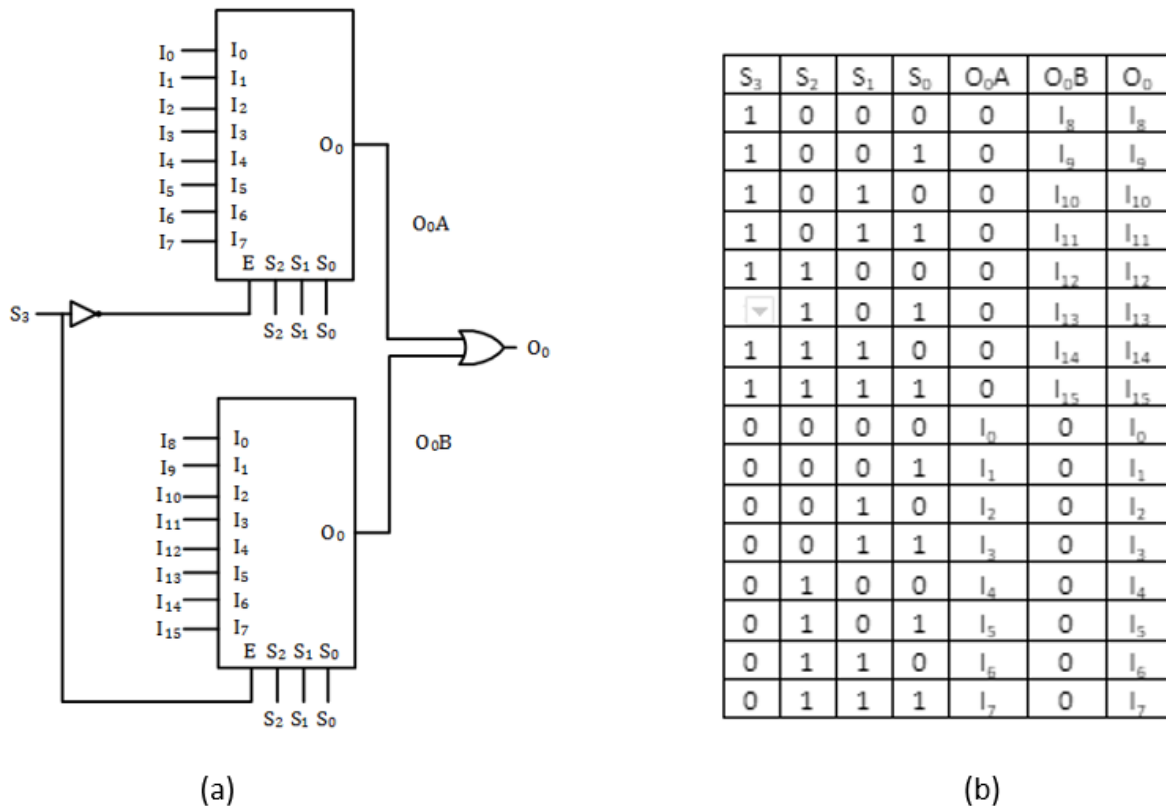 I₀ I₀
I₁ I₁
I₂ I₂
I₃ I₃
I₄ I₄
I₅ I₅
I₆ I₆
I₇ I₇
O₀
E S₂ S₁ S₀
S₂ S₁ S₀
S₃
O₀A
O₀
I₈ I₀
I₉ I₁
I₁₀ I₂
I₁₁ I₃
I₁₂ I₄
I₁₃ I₅
I₁₄ I₆
I₁₅ I₇
O₀
E S₂ S₁ S₀
S₂ S₁ S₀
O₀B
(a)
S₃ S₂ S₁ S₀ O₀A O₀B O₀
1 0 0 0 0 I₈ I₈
1 0 0 1 0 I₉ I₉
1 0 1 0 0 I₁₀ I₁₀
1 0 1 1 0 I₁₁ I₁₁
1 1 0 0 0 I₁₂ I₁₂
1 0 1 0 I₁₃ I₁₃
1 1 1 0 0 I₁₄ I₁₄
1 1 1 1 0 I₁₅ I₁₅
0 0 0 0 I₀ 0 I₀
0 0 0 1 I₁ 0 I₁
0 0 1 0 I₂ 0 I₂
0 0 1 1 I₃ 0 I₃
0 1 0 0 I₄ 0 I₄
0 1 0 1 I₅ 0 I₅
0 1 1 0 I₆ 0 I₆
0 1 1 1 I₇ 0 I₇
(b)